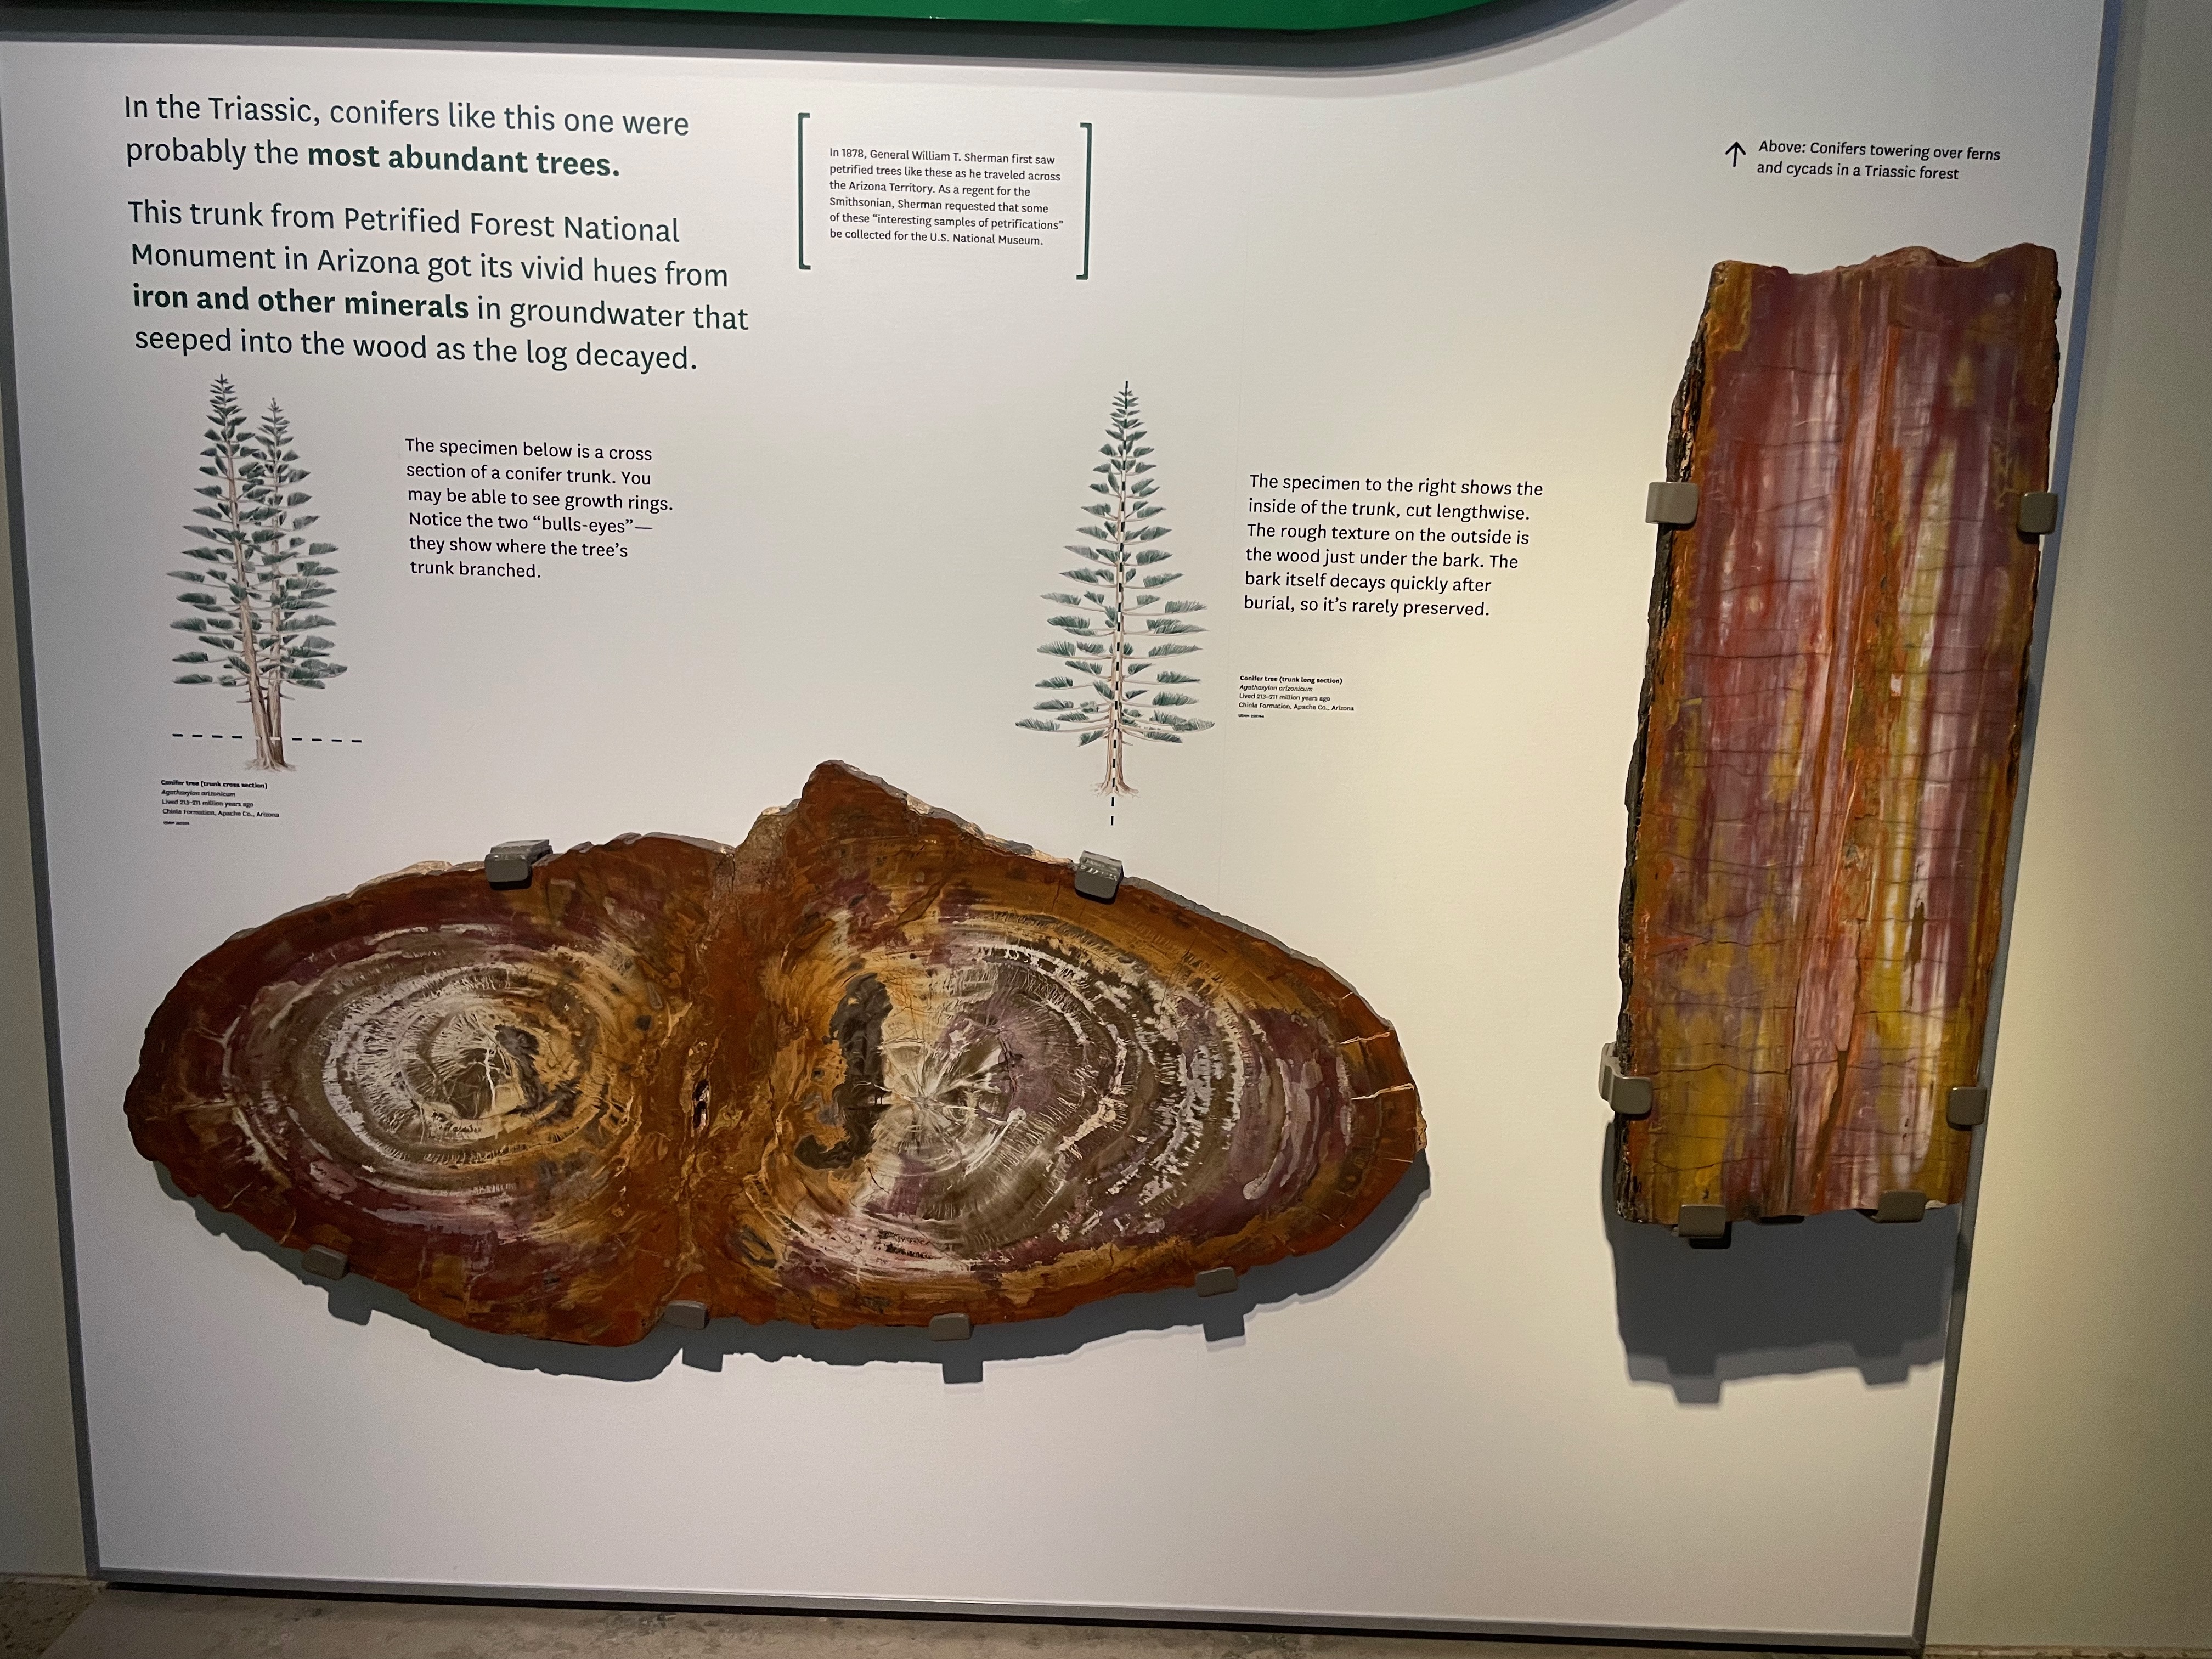 In the Triassic, conifers like this one were
probably the most abundant trees.
This trunk from Petrified Forest National
Monument in Arizona got its vivid hues from
iron and other minerals in groundwater that
seeped into the wood as the log decayed.
In 1878, General William T. Sherman first saw
petrified trees like these as he traveled across
the Arizona Territory. As a regent for the
Smithsonian, Sherman requested that some
of these “interesting samples of petrifications”
be collected for the U.S. National Museum.
Above: Conifers towering over ferns
and cycads in a Triassic forest
The specimen below is a cross
section of a conifer trunk. You
may be able to see growth rings.
Notice the two “bulls-eyes”—
they show where the tree’s
trunk branched.
The specimen to the right shows the
inside of the trunk, cut lengthwise.
The rough texture on the outside is
the wood just under the bark. The
bark itself decays quickly after
burial, so it’s rarely preserved.
Conifer tree (trunk long section)
Agathoxylon arizonicum
Lived 213–211 million years ago
Chinle Formation, Apache Co., Arizona
Conifer tree (trunk cross section)
Agathoxylon arizonicum
Lived 213–211 million years ago
Chinle Formation, Apache Co., Arizona